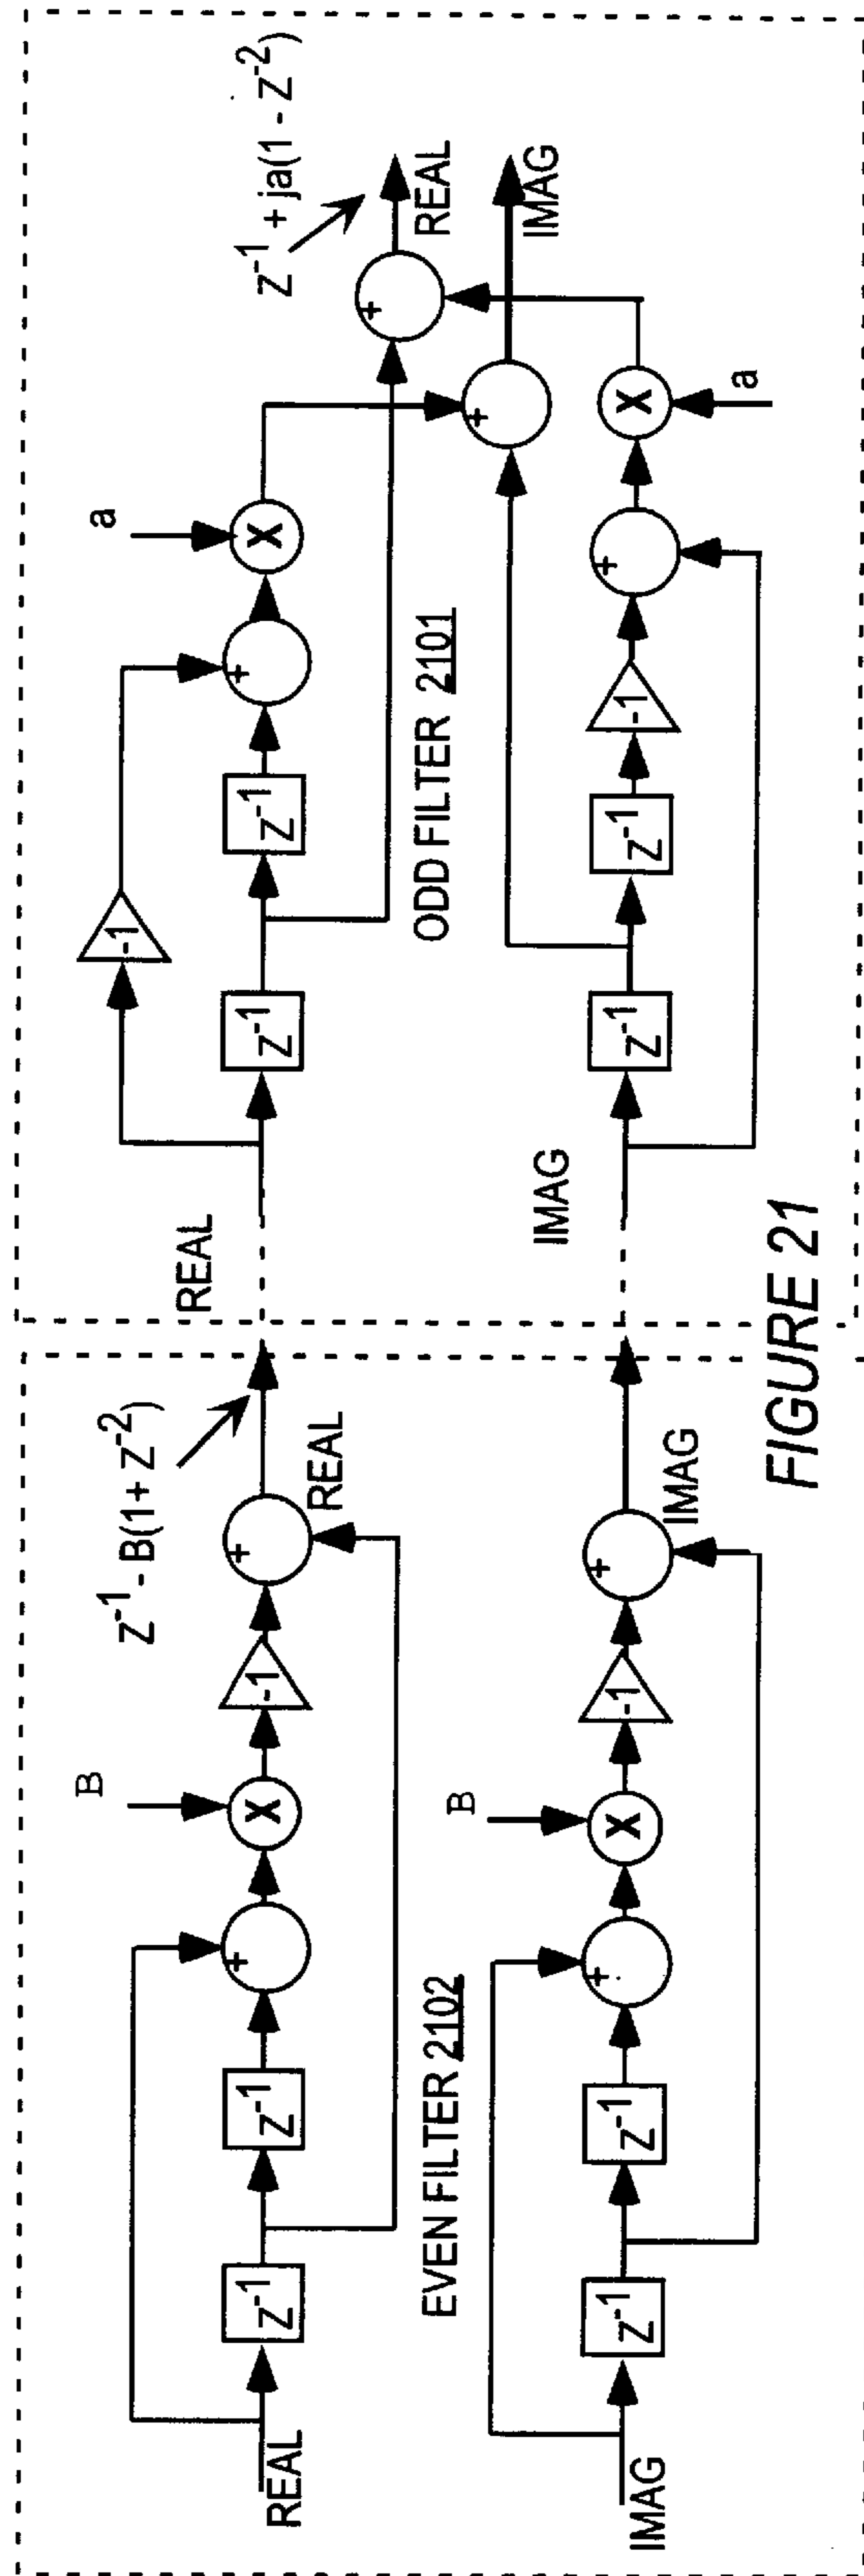 B
Z⁻¹ - B(1+ Z⁻²)
REAL
Z⁻¹
Z⁻¹
+
X
-1
+
REAL
EVEN FILTER 2102
B
IMAG
Z⁻¹
Z⁻¹
+
X
-1
+
IMAG
a
Z⁻¹ + ja(1 - Z⁻²)
REAL
-1
Z⁻¹
Z⁻¹
+
X
+
REAL
ODD FILTER 2101
+
IMAG
IMAG
Z⁻¹
Z⁻¹
-1
+
X
a
FIGURE 21